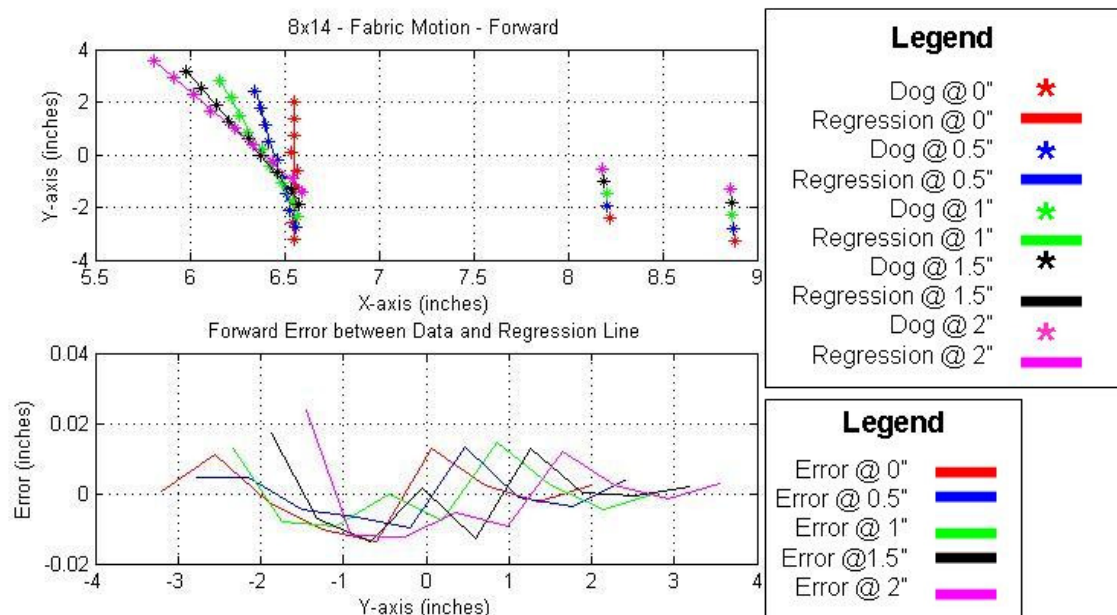 8x14 - Fabric Motion - Forward
4
2
0
-2
-4
Y-axis (inches)
5.5 6 6.5 7 7.5 8 8.5 9
X-axis (inches)
Legend
Dog @ 0"
Regression @ 0"
Dog @ 0.5"
Regression @ 0.5"
Dog @ 1"
Regression @ 1"
Dog @ 1.5"
Regression @ 1.5"
Dog @ 2"
Regression @ 2"
Forward Error between Data and Regression Line
0.04
0.02
0
-0.02
Error (inches)
-4 -3 -2 -1 0 1 2 3 4
Y-axis (inches)
Legend
Error @ 0"
Error @ 0.5"
Error @ 1"
Error @1.5"
Error @ 2"